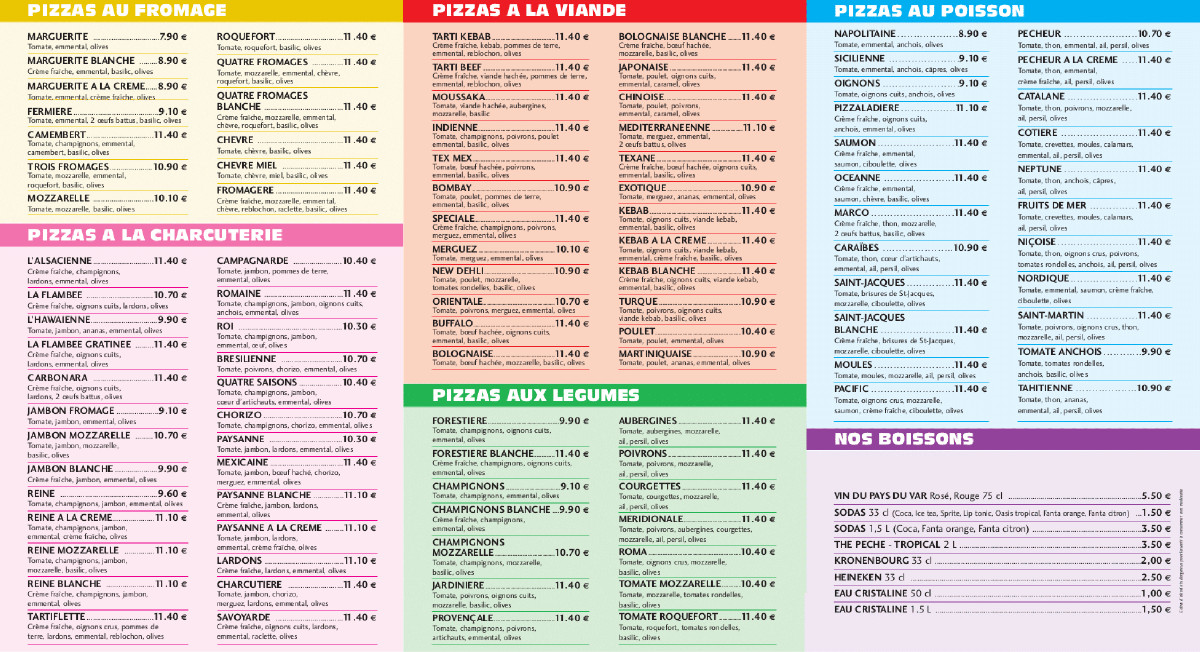 PIZZAS AU FROMAGE
MARGUERITE 7.90 €
Tomate, emmental, olives
MARGUERITE BLANCHE 8.90 €
Crème fraîche, emmental, basilic, olives
MARGUERITE A LA CREME 8.90 €
Tomate, emmental, crème fraîche, olives
FERMIERE 9.10 €
Tomate, emmental, 2 œufs battus, basilic, olives
CAMEMBERT 11.40 €
Tomate, champignons, emmental,
camembert, basilic, olives
TROIS FROMAGES 10.90 €
Tomate, mozzarelle, emmental,
roquefort, basilic, olives
MOZZARELLE 10.10 €
Tomate, mozzarelle, basilic, olives
ROQUEFORT 11.40 €
Tomate, roquefort, basilic, olives
QUATRE FROMAGES 11.40 €
Tomate, mozzarelle, emmental, chèvre,
roquefort, basilic, olives
QUATRE FROMAGES
BLANCHE 11.40 €
Crème fraîche, mozzarelle, emmental,
chèvre, roquefort, basilic, olives
CHEVRE 11.40 €
Tomate, chèvre, basilic, olives
CHEVRE MIEL 11.40 €
Tomate, chèvre, miel, basilic, olives
FROMAGERE 11.40 €
Crème fraîche, mozzarelle, emmental,
chèvre, reblochon, raclette, basilic, olives
PIZZAS A LA CHARCUTERIE
L'ALSACIENNE 11.40 €
Crème fraîche, champignons,
lardons, emmental, olives
LA FLAMBEE 10.70 €
Crème fraîche, oignons cuits, lardons, olives
L'HAWAIENNE 9.90 €
Tomate, jambon, ananas, emmental, olives
LA FLAMBEE GRATINEE 11.40 €
Crème fraîche, oignons cuits,
lardons, emmental, olives
CARBONARA 11.40 €
Crème fraîche, oignons cuits,
lardons, 2 œufs battus, olives
JAMBON FROMAGE 9.10 €
Tomate, jambon, emmental, olives
JAMBON MOZZARELLE 10.70 €
Tomate, jambon, mozzarelle,
basilic, olives
JAMBON BLANCHE 9.90 €
Crème fraîche, jambon, emmental, olives
REINE 9.60 €
Tomate, champignons, jambon, emmental, olives
REINE A LA CREME 11.10 €
Tomate, champignons, jambon,
emmental, crème fraîche, olives
REINE MOZZARELLE 11.10 €
Tomate, champignons, jambon,
mozzarelle, basilic, olives
REINE BLANCHE 11.10 €
Crème fraîche, champignons, jambon,
emmental, olives
TARTIFLETTE 11.40 €
Crème fraîche, oignons crus, pommes de
terre, lardons, emmental, reblochon, olives
CAMPAGNARDE 10.40 €
Tomate, jambon, pommes de terre,
emmental, olives
ROMAINE 11.40 €
Tomate, champignons, jambon, oignons cuits,
anchois, emmental, olives
ROI 10.30 €
Tomate, champignons, jambon,
emmental, œuf, olives
BRESILIENNE 10.70 €
Tomate, poivrons, chorizo, emmental, olives
QUATRE SAISONS 10.40 €
Tomate, champignons, jambon,
cœur d'artichauts, emmental, olives
CHORIZO 10.70 €
Tomate, champignons, chorizo, emmental, olives
PAYSANNE 10.30 €
Tomate, jambon, lardons, emmental, olives
MEXICAINE 11.40 €
Tomate, jambon, bœuf haché, chorizo,
merguez, emmental, olives
PAYSANNE BLANCHE 11.10 €
Crème fraîche, jambon, lardons,
emmental, olives
PAYSANNE A LA CREME 11.10 €
Tomate, jambon, lardons,
emmental, crème fraîche, olives
LARDONS 11.10 €
Crème fraîche, lardons, emmental, olives
CHARCUTIERE 11.40 €
Tomate, jambon, chorizo,
merguez, lardons, emmental, olives
SAVOYARDE 11.40 €
Crème fraîche, oignons cuits, lardons,
emmental, raclette, olives
PIZZAS A LA VIANDE
TARTI KEBAB 11.40 €
Crème fraîche, kebab, pommes de terre,
emmental, reblochon, olives
TARTI BEEF 11.40 €
Crème fraîche, viande hachée, pommes de terre,
emmental, reblochon, olives
MOUSSAKA 11.40 €
Tomate, viande hachée, aubergines,
mozzarelle, basilic
INDIENNE 11.40 €
Tomate, champignons, poivrons, poulet
emmental, basilic, olives
TEX MEX 11.40 €
Tomate, bœuf hachée, poivrons,
emmental, basilic, olives
BOMBAY 10.90 €
Tomate, poulet, pommes de terre,
emmental, basilic, olives
SPECIALE 11.40 €
Crème fraîche, champignons, poivrons,
merguez, emmental, olives
MERGUEZ 10.10 €
Tomate, merguez, emmental, olives
NEW DEHLI 10.90 €
Tomate, poulet, mozzarelle,
tomates rondelles, basilic, olives
ORIENTALE 10.70 €
Tomate, poivrons, merguez, emmental, olives
BUFFALO 11.40 €
Tomate, bœuf hachée, oignons cuits,
emmental, basilic, olives
BOLOGNAISE 11.40 €
Tomate, bœuf hachée, mozzarelle, basilic, olives
BOLOGNAISE BLANCHE 11.40 €
Crème fraîche, bœuf hachée,
mozzarelle, basilic, olives
JAPONAISE 11.40 €
Tomate, poulet, oignons cuits,
emmental, caramel, olives
CHINOISE 11.40 €
Tomate, poulet, poivrons,
emmental, caramel, olives
MEDITERANEENNE 11.10 €
Tomate, merguez, emmental,
2 œufs battus, olives
TEXANE 11.40 €
Crème fraîche, bœuf hachée, oignons cuits,
emmental, basilic, olives
EXOTIQUE 10.90 €
Tomate, merguez, ananas, emmental, olives
KEBAB 11.40 €
Tomate, oignons cuits, viande kebab,
emmental, basilic, olives
KEBAB A LA CREME 11.40 €
Tomate, oignons cuits, viande kebab,
emmental, crème fraîche, basilic, olives
KEBAB BLANCHE 11.40 €
Crème fraîche, oignons cuits, viande kebab,
emmental, basilic, olives
TURQUE 10.90 €
Tomate, poivrons, oignons cuits,
viande kebab, basilic, olives
POULET 10.40 €
Tomate, poulet, emmental, olives
MARTINIQUAISE 10.90 €
Tomate, poulet, ananas, emmental, olives
PIZZAS AUX LEGUMES
FORESTIERE 9.90 €
Tomate, champignons, oignons cuits,
emmental, olives
FORESTIERE BLANCHE 11.40 €
Crème fraîche, champignons, oignons cuits,
emmental, olives
CHAMPIGNONS 9.10 €
Tomate, champignons, emmental, olives
CHAMPIGNONS BLANCHE 9.90 €
Crème fraîche, champignons,
emmental, olives
CHAMPIGNONS
MOZZARELLE 10.70 €
Tomate, champignons, mozzarelle,
basilic, olives
JARDINIERE 11.40 €
Tomate, poivrons, oignons cuits,
mozzarelle, basilic, olives
PROVENÇALE 11.40 €
Tomate, champignons, poivrons,
artichauts, emmental, olives
AUBERGINES 11.40 €
Tomate, aubergines, mozzarelle,
ail, persil, olives
POIVRONS 11.40 €
Tomate, poivrons, mozzarelle,
ail, persil, olives
COURGETTES 11.40 €
Tomate, courgettes, mozzarelle,
ail, persil, olives
MERIDIONALE 11.40 €
Tomate, poivrons, aubergines, courgettes,
mozzarelle, ail, persil, olives
ROMA 10.40 €
Tomate, oignons crus, mozzarelle,
basilic, olives
TOMATE MOZZARELLE 10.40 €
Tomate, mozzarelle, tomates rondelles,
basilic, olives
TOMATE ROQUEFORT 11.40 €
Tomate, roquefort, tomates rondelles,
basilic, olives
PIZZAS AU POISSON
NAPOLITAINE 8.90 €
Tomate, emmental, anchois, olives
SICILIENNE 9.10 €
Tomate, emmental, anchois, câpres, olives
OIGNONS 9.10 €
Tomate, oignons cuits, anchois, olives
PIZZALADIERE 11.10 €
Crème fraîche, oignons cuits,
anchois, emmental, olives
SAUMON 11.40 €
Crème fraîche, emmental,
saumon, ciboulette, olives
OCEANNE 11.40 €
Crème fraîche, emmental,
saumon, chèvre, basilic, olives
MARCO 11.40 €
Crème fraîche, thon, mozzarelle,
2 œufs battus, basilic, olives
CARAÏBES 10.90 €
Tomate, thon, cœur d'artichauts,
emmental, ail, persil, olives
SAINT-JACQUES 11.40 €
Tomate, brisures de St-Jacques,
mozzarelle, ciboulette, olives
SAINT-JACQUES
BLANCHE 11.40 €
Crème fraîche, brisures de St-Jacques,
mozzarelle, ciboulette, olives
MOULES 11.40 €
Tomate, moules, mozzarelle, ail, persil, olives
PACIFIC 11.40 €
Tomate, oignons crus, mozzarelle,
saumon, crème fraîche, ciboulette, olives
PECHEUR 10.70 €
Tomate, thon, emmental, ail, persil, olives
PECHEUR A LA CREME 11.40 €
Tomate, thon, emmental,
crème fraîche, ail, persil, olives
CATALANE 11.40 €
Tomate, thon, poivrons, mozzarelle,
ail, persil, olives
COTIERE 11.40 €
Tomate, crevettes, moules, calamars,
emmental, ail, persil, olives
NEPTUNE 11.40 €
Tomate, thon, anchois, câpres,
ail, persil, olives
FRUITS DE MER 11.40 €
Tomate, crevettes, moules, calamars,
ail, persil, olives
NIÇOISE 11.40 €
Tomate, thon, oignons crus, poivrons,
tomates rondelles, anchois, ail, persil, olives
NORDIQUE 11.40 €
Tomate, emmental, saumon, crème fraîche,
ciboulette, olives
SAINT-MARTIN 11.40 €
Tomate, poivrons, oignons crus, thon,
mozzarelle, ail, persil, olives
TOMATE ANCHOIS 9.90 €
Tomate, tomates rondelles,
anchois, basilic, olives
TAHITIENNE 10.90 €
Tomate, thon, ananas,
emmental, ail, persil, olives
NOS BOISSONS
VIN DU PAYS DU VAR Rosé, Rouge 75 cl 5.50 €
SODAS 33 cl (Coca, Ice tea, Sprite, Lip tonic, Oasis tropical, Fanta orange, Fanta citron) 1.50 €
SODAS 1,5 L (Coca, Fanta orange, Fanta citron) 3.50 €
THE PECHE - TROPICAL 2 L 3.50 €
KRONENBOURG 33 cl 2,00 €
HEINEKEN 33 cl 2.50 €
EAU CRISTALINE 50 cl 1,00 €
EAU CRISTALINE 1.5 L 1,50 €